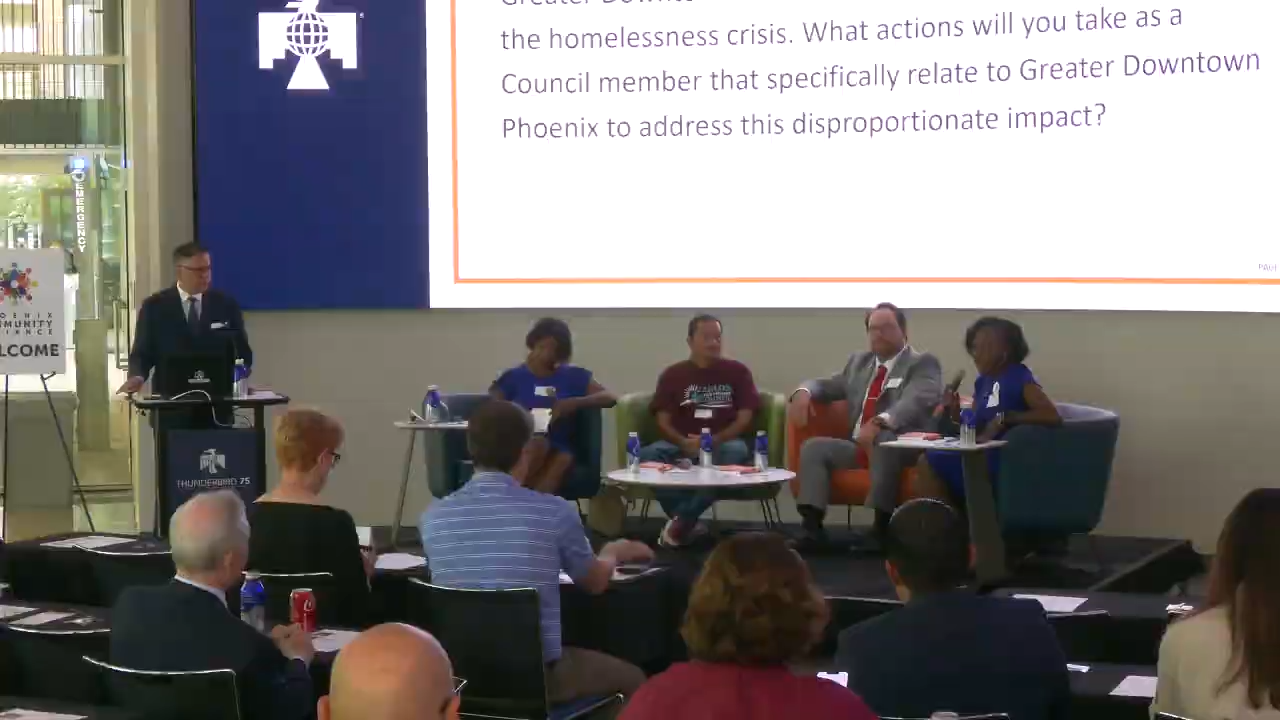 the homelessness crisis. What actions will you take as a
Council member that specifically relate to Greater Downtown
Phoenix to address this disproportionate impact?
EMERGENCY
THUNDERBIRD 75